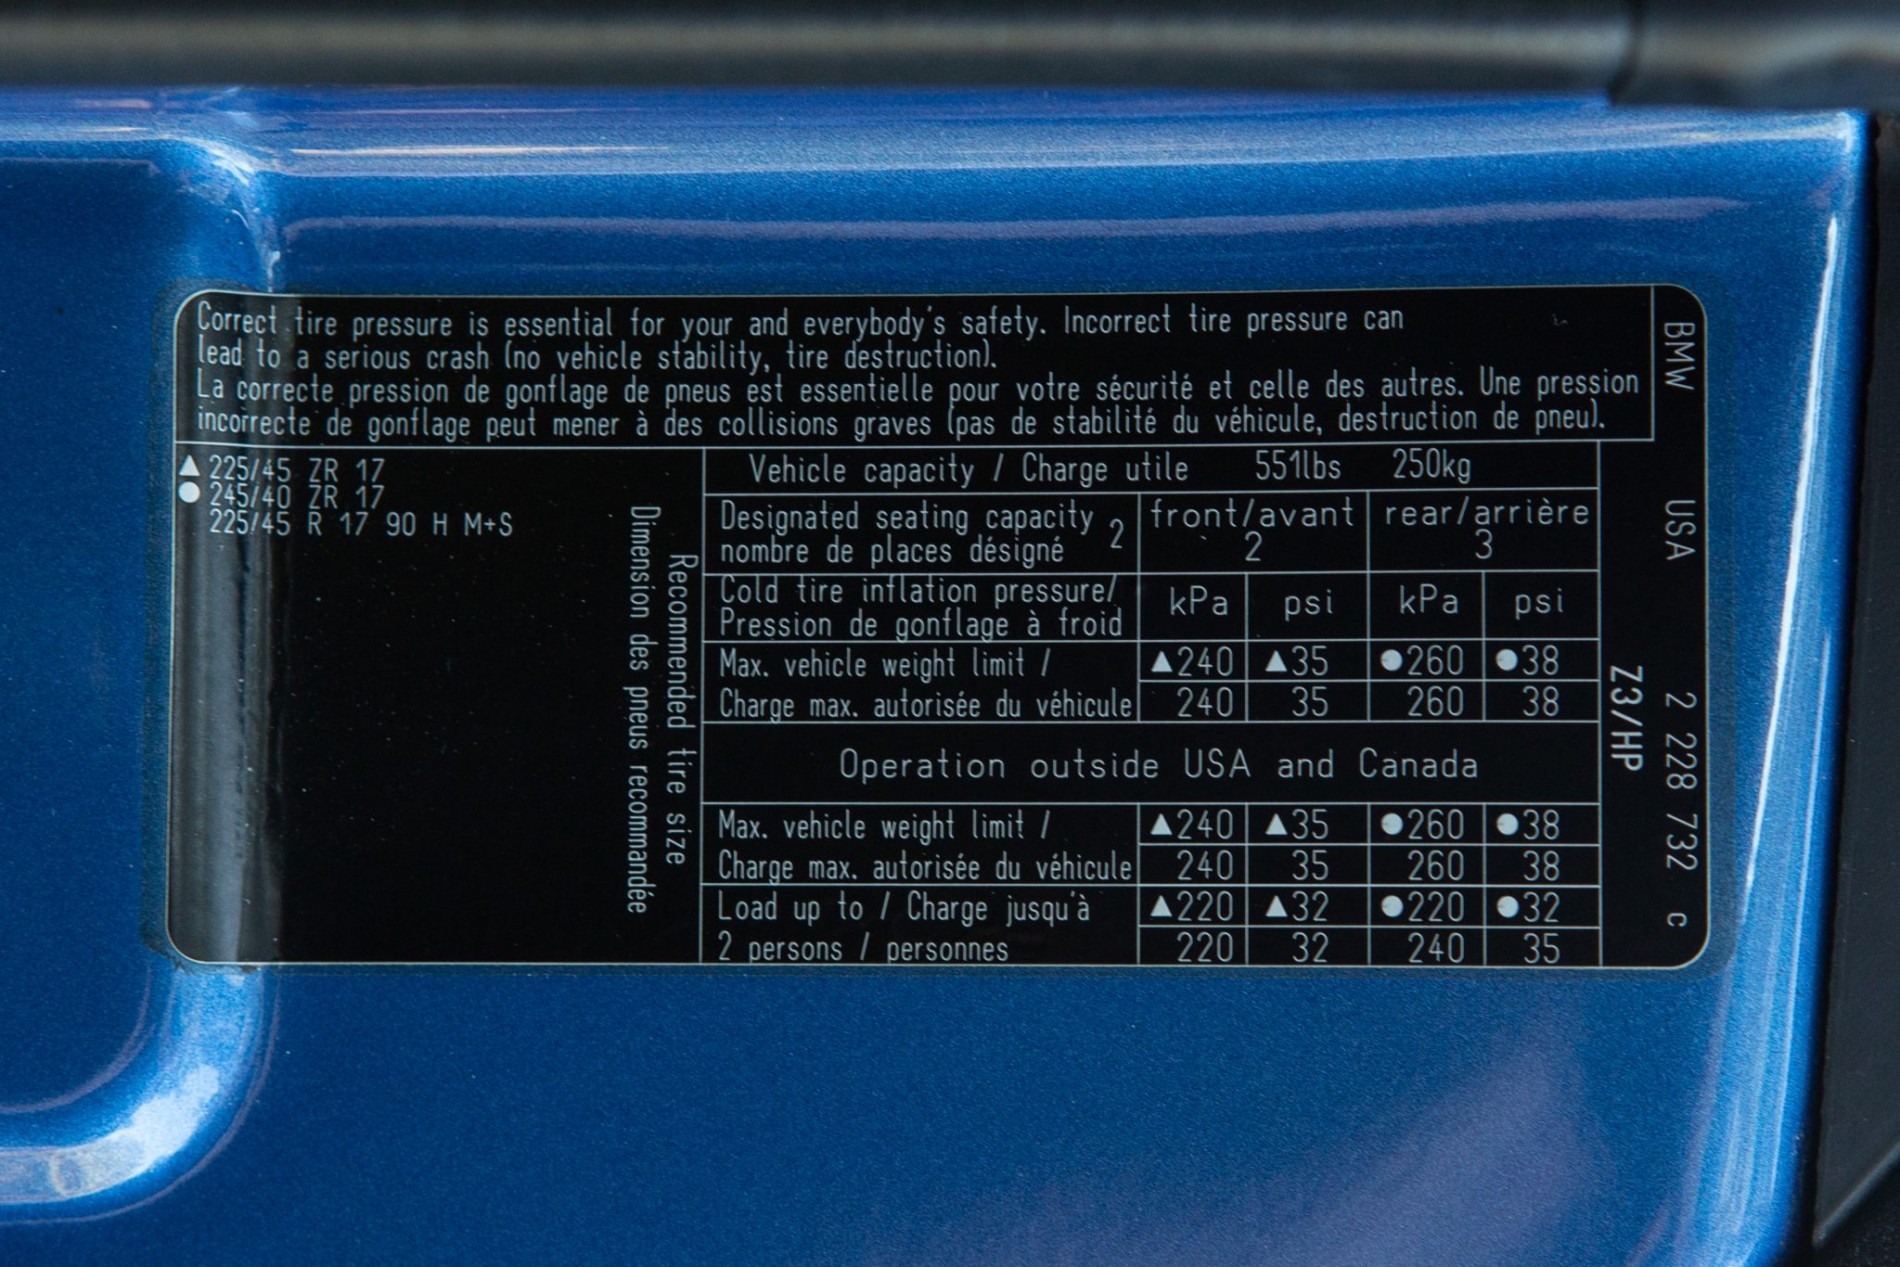 Correct tire pressure is essential for your and everybody's safety. Incorrect tire pressure can
lead to a serious crash (no vehicle stability, tire destruction).
La correcte pression de gonflage de pneus est essentielle pour votre sécurité et celle des autres. Une pression
incorrecte de gonflage peut mener à des collisions graves (pas de stabilité du véhicule, destruction de pneu).
▲ 225/45 ZR 17
● 245/40 ZR 17
225/45 R 17 90 H M+S
Recommended tire size
Dimension des pneus recommandée
Vehicle capacity / Charge utile 551lbs 250kg
Designated seating capacity 2 front/avant rear/arrière
nombre de places désigné 2 3
Cold tire inflation pressure/ kPa psi kPa psi
Pression de gonflage à froid
Max. vehicle weight limit / ▲240 ▲35 ●260 ●38
Charge max. autorisée du véhicule 240 35 260 38
Operation outside USA and Canada
Max. vehicle weight limit / ▲240 ▲35 ●260 ●38
Charge max. autorisée du véhicule 240 35 260 38
Load up to / Charge jusqu'à ▲220 ▲32 ●220 ●32
2 persons / personnes 220 32 240 35
Z3/HP
BMW USA 2 228 732 c